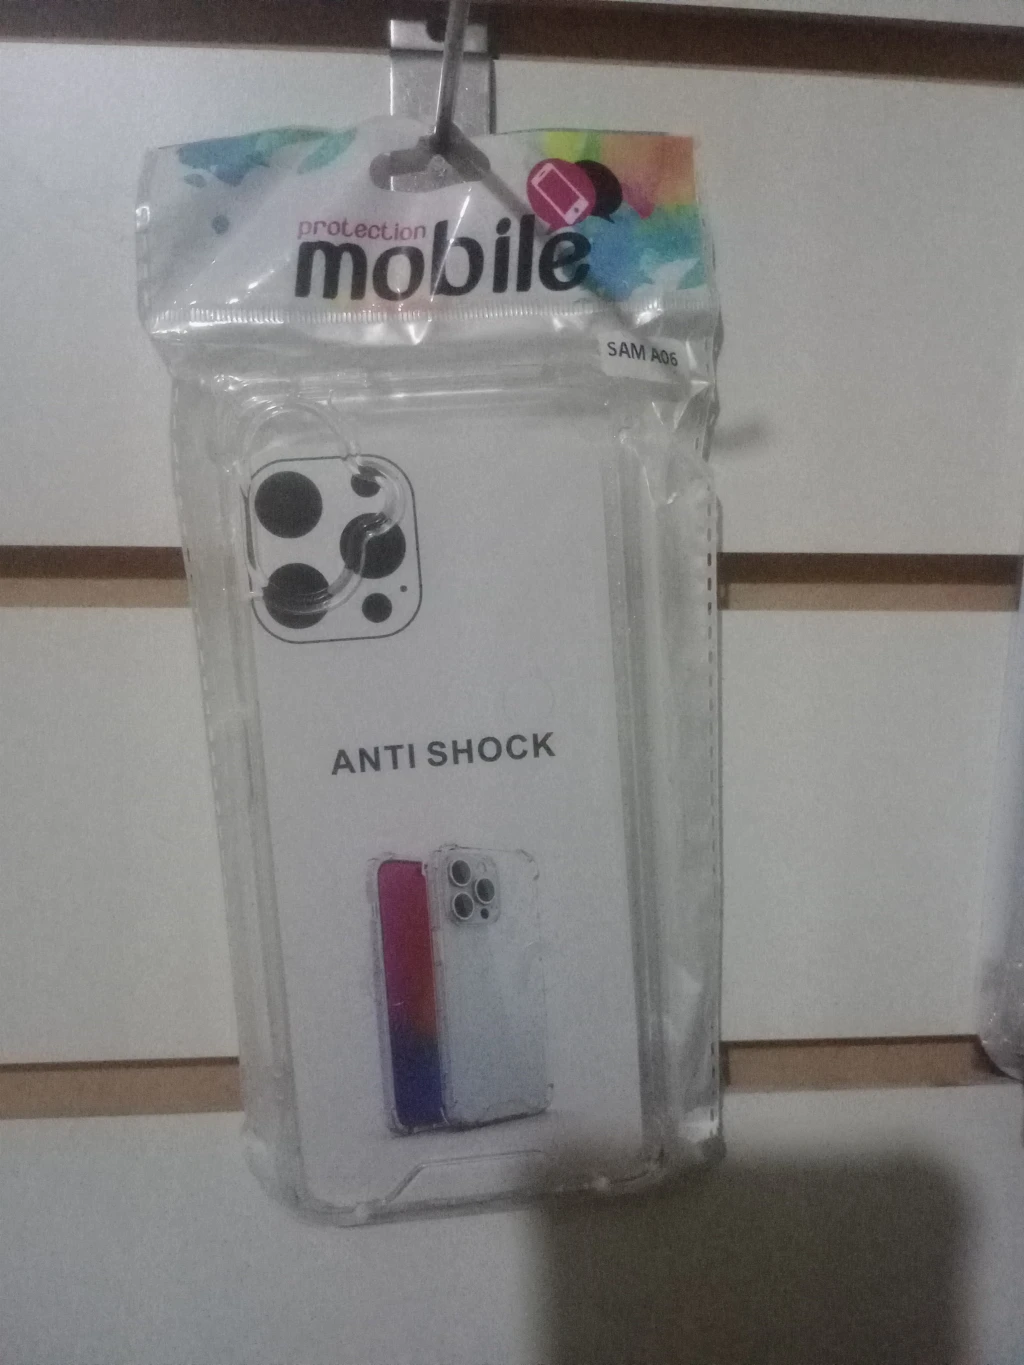 protection
mobile
SAM A06
ANTI SHOCK